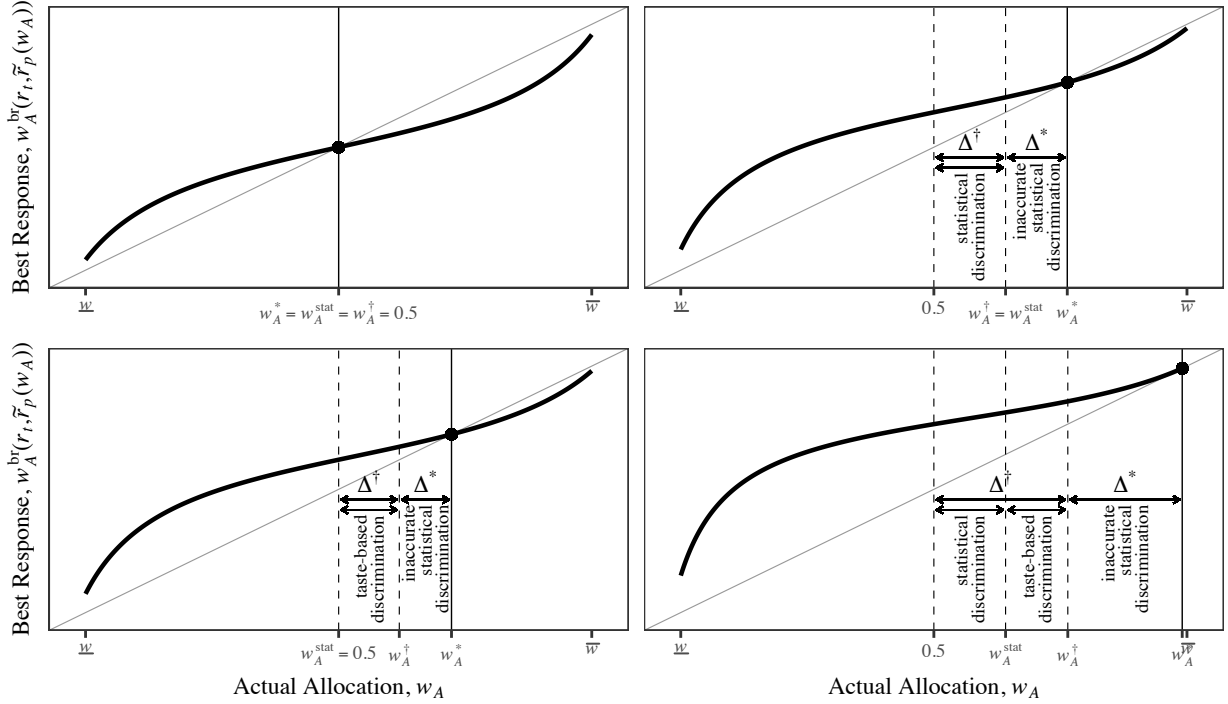 Best Response, w_A^br(r_t, r̃_p(w_A))
w̲
w_A^* = w_A^stat = w_A^† = 0.5
w̅
Δ^†
Δ^*
statistical
discrimination
inaccurate
statistical
discrimination
w̲
0.5
w_A^† = w_A^stat
w_A^*
w̅
Best Response, w_A^br(r_t, r̃_p(w_A))
Δ^†
Δ^*
taste-based
discrimination
inaccurate
statistical
discrimination
w̲
w_A^stat = 0.5
w_A^†
w_A^*
w̅
Actual Allocation, w_A
Δ^†
Δ^*
statistical
discrimination
taste-based
discrimination
inaccurate
statistical
discrimination
w̲
0.5
w_A^stat
w_A^†
Actual Allocation, w_A